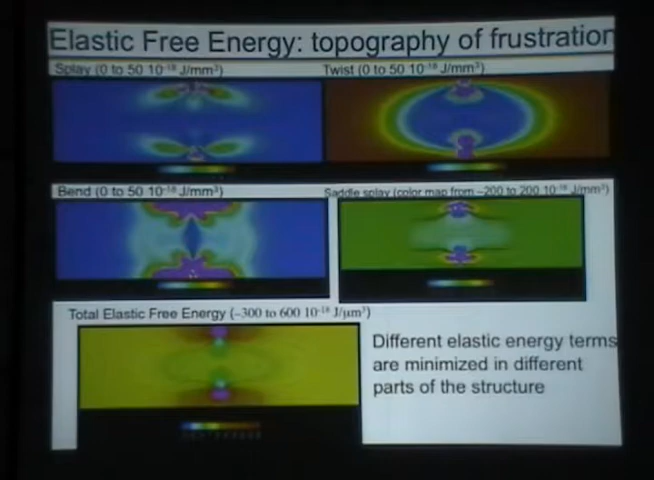 Elastic Free Energy: topography of frustration
Splay (0 to 50 10⁻¹⁸ J/mm³)
Twist (0 to 50 10⁻¹⁸ J/mm³)
Bend (0 to 50 10⁻¹⁸ J/mm³)
Saddle splay (color map from –200 to 200 10⁻¹⁸ J/mm³)
Total Elastic Free Energy (–300 to 600 10⁻¹⁸ J/µm³)
Different elastic energy terms
are minimized in different
parts of the structure